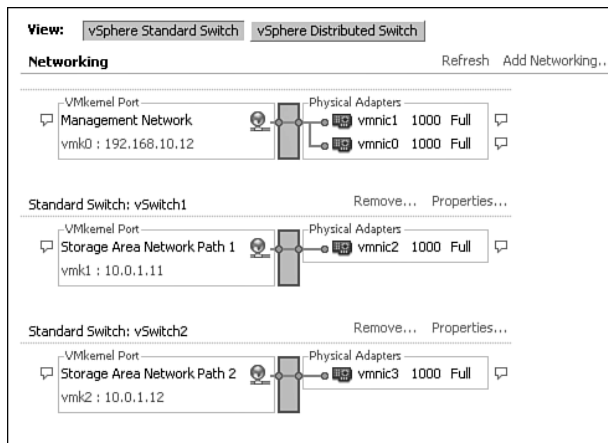 View: vSphere Standard Switch vSphere Distributed Switch
Networking Refresh Add Networking..
VMkernel Port Physical Adapters
Management Network vmnic1 1000 Full
vmk0 : 192.168.10.12 vmnic0 1000 Full
Standard Switch: vSwitch1 Remove... Properties...
VMkernel Port Physical Adapters
Storage Area Network Path 1 vmnic2 1000 Full
vmk1 : 10.0.1.11
Standard Switch: vSwitch2 Remove... Properties...
VMkernel Port Physical Adapters
Storage Area Network Path 2 vmnic3 1000 Full
vmk2 : 10.0.1.12